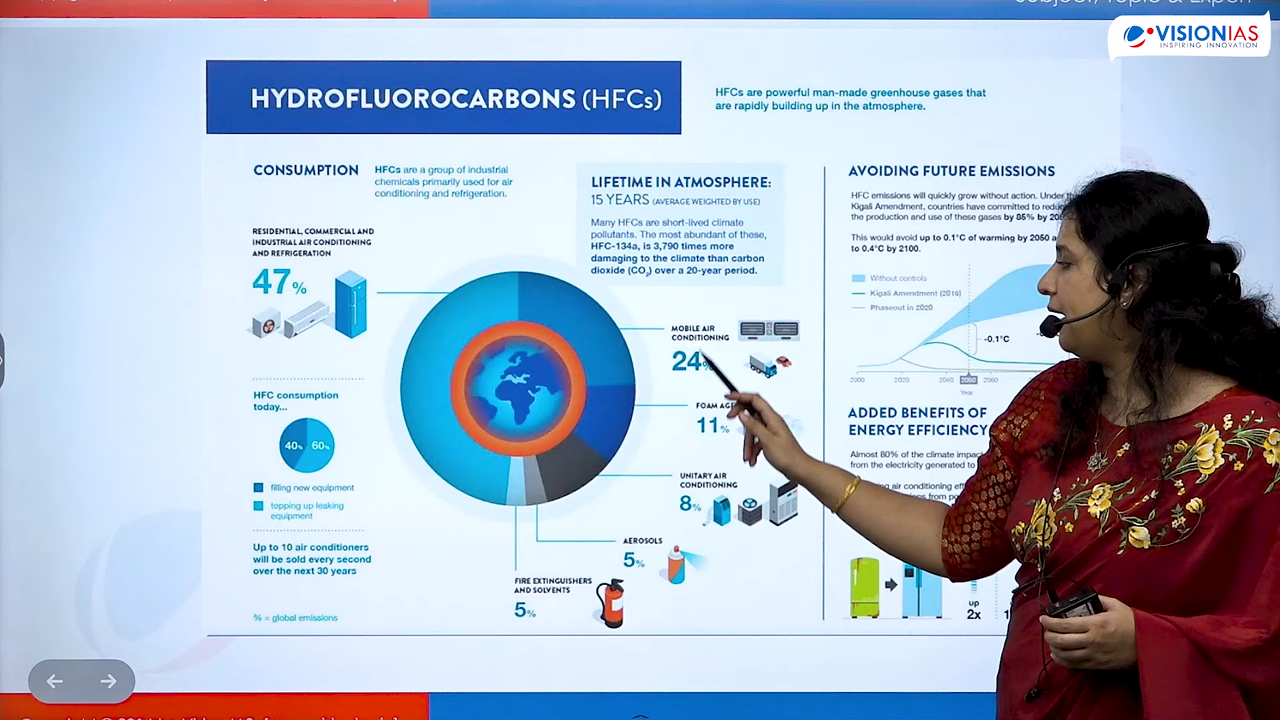 VISIONIAS
INSPIRING INNOVATION
HYDROFLUOROCARBONS (HFCs)
HFCs are powerful man-made greenhouse gases that
are rapidly building up in the atmosphere.
CONSUMPTION
HFCs are a group of industrial
chemicals primarily used for air
conditioning and refrigeration.
RESIDENTIAL, COMMERCIAL AND
INDUSTRIAL AIR CONDITIONING
AND REFRIGERATION
47%
HFC consumption
today...
40% 60%
filling new equipment
topping up leaking
equipment
Up to 10 air conditioners
will be sold every second
over the next 30 years
% = global emissions
LIFETIME IN ATMOSPHERE:
15 YEARS (AVERAGE WEIGHTED BY USE)
Many HFCs are short-lived climate
pollutants. The most abundant of these,
HFC-134a, is 3,790 times more
damaging to the climate than carbon
dioxide (CO₂) over a 20-year period.
MOBILE AIR
CONDITIONING
24%
FOAM
11%
UNITARY AIR
CONDITIONING
8%
AEROSOLS
5%
FIRE EXTINGUISHERS
AND SOLVENTS
5%
AVOIDING FUTURE EMISSIONS
HFC emissions will quickly grow without action. Under
Kigali Amendment, countries have committed to
the production and use of these gases by 85% by
This would avoid up to 0.1°C of warming by 2050
to 0.4°C by 2100.
Without controls
Kigali Amendment (2016)
Phaseout in 2020
-0.1°C
2000 2020 2040 2050 2060
Year
ADDED BENEFITS OF
ENERGY EFFICIENCY
Almost 80% of the climate impact
from the electricity generated to
air conditioning
from
up
2x